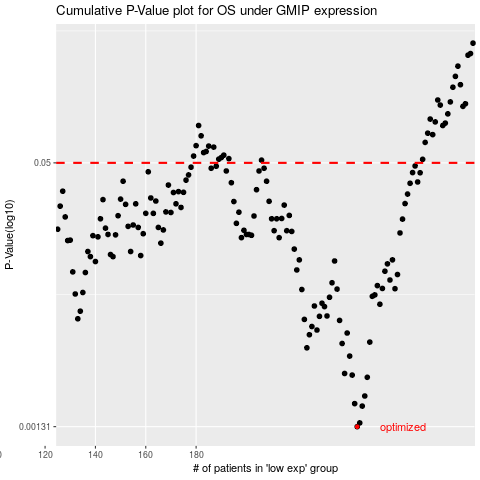 Cumulative P-Value plot for OS under GMIP expression
P-Value(log10)
0.05
0.00131
optimized
0 120 140 160 180
# of patients in 'low exp' group